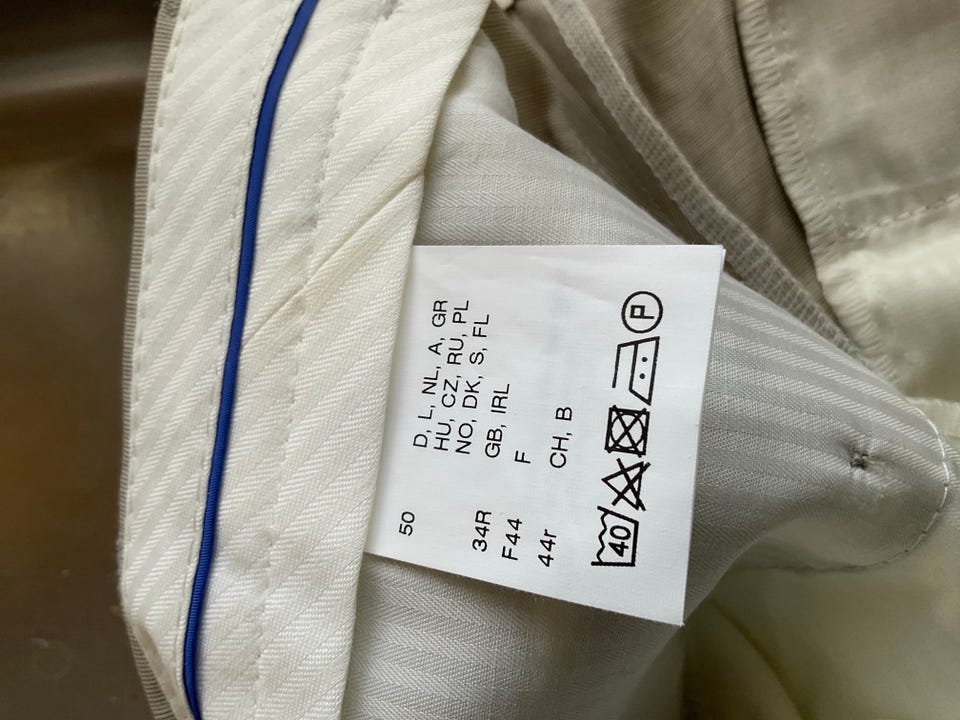 50 D, L, NL, A, GR
HU, CZ, RU, PL
NO, DK, S, FL
34R GB, IRL
F44 F
44r CH, B
40 P